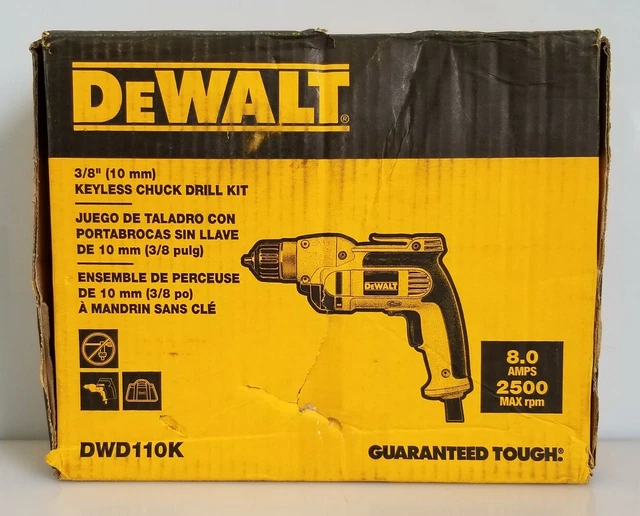 DEWALT®
3/8" (10 mm)
KEYLESS CHUCK DRILL KIT
JUEGO DE TALADRO CON
PORTABROCAS SIN LLAVE
DE 10 mm (3/8 pulg)
ENSEMBLE DE PERCEUSE
DE 10 mm (3/8 po)
À MANDRIN SANS CLÉ
DEWALT
8.0
AMPS
2500
MAX rpm
DWD110K
GUARANTEED TOUGH.®